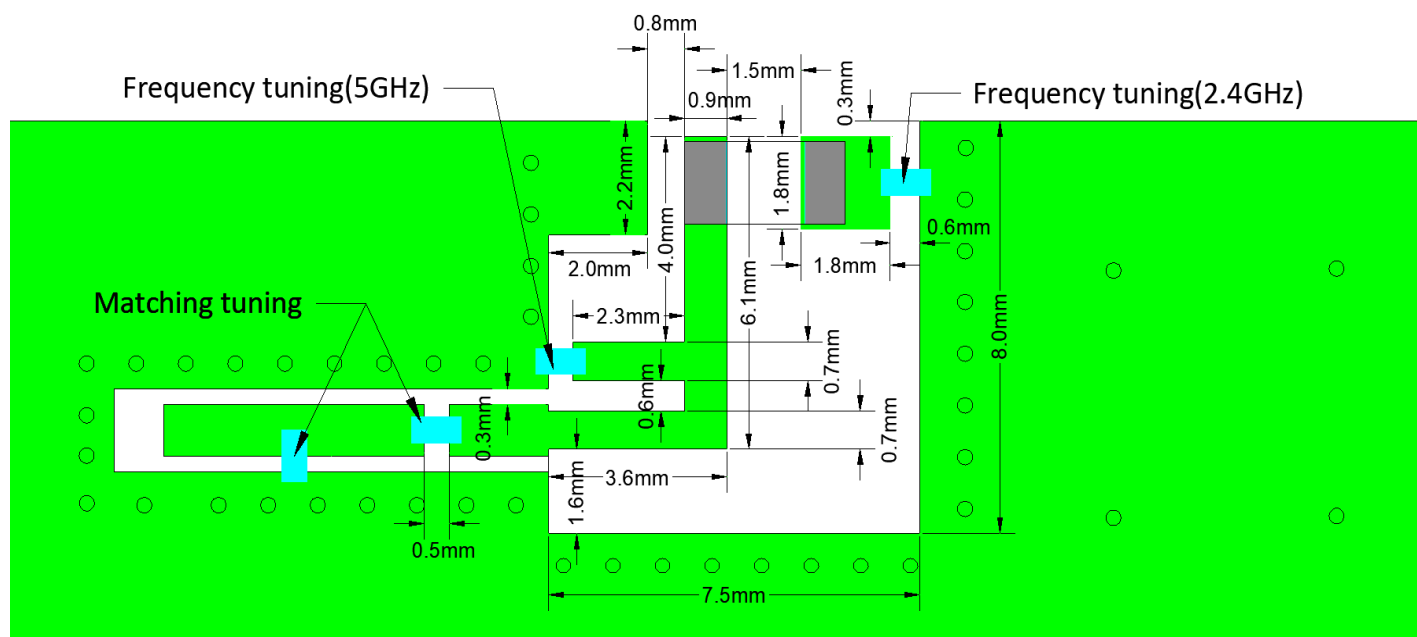 0.8mm
1.5mm
Frequency tuning(5GHz)
0.9mm
0.3mm
Frequency tuning(2.4GHz)
2.2mm
1.8mm
4.0mm
0.6mm
2.0mm
1.8mm
6.1mm
Matching tuning
2.3mm
8.0mm
0.7mm
0.6mm
0.3mm
0.7mm
3.6mm
1.6mm
0.5mm
7.5mm